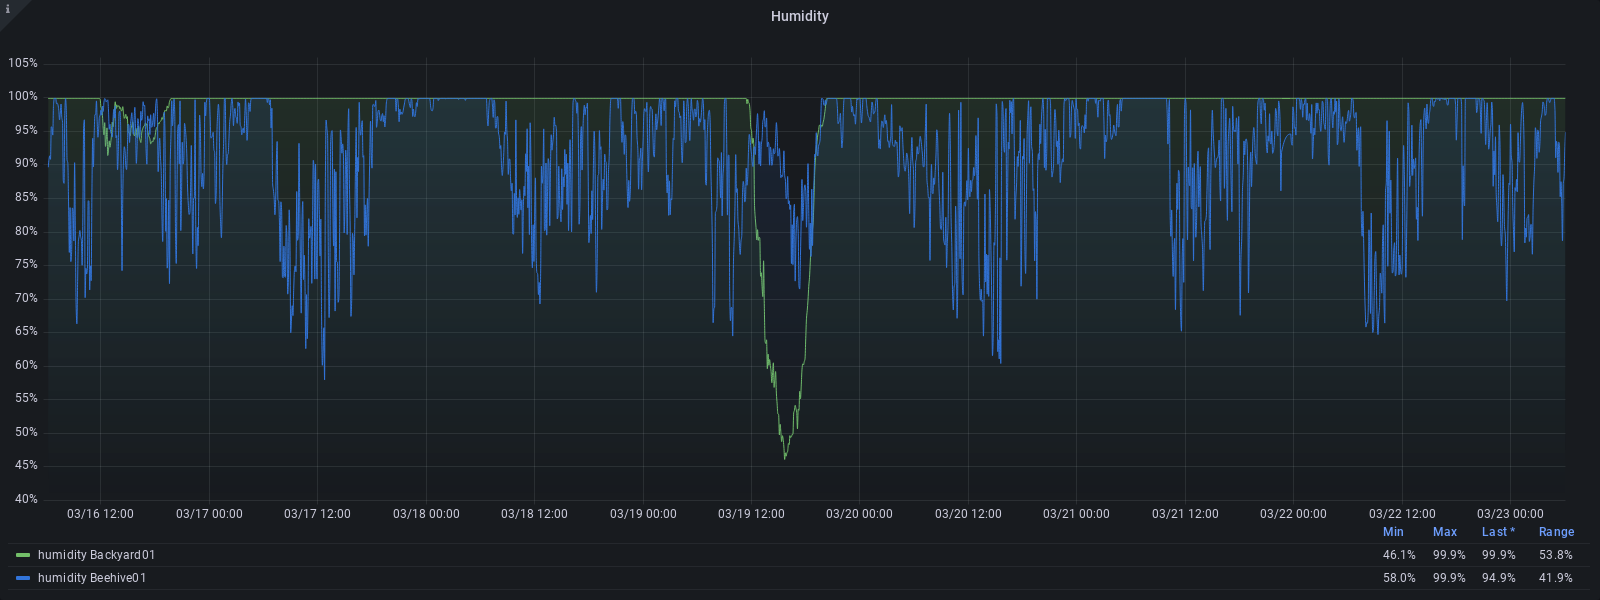 i
Humidity
105%
100%
95%
90%
85%
80%
75%
70%
65%
60%
55%
50%
45%
40%
03/16 12:00 03/17 00:00 03/17 12:00 03/18 00:00 03/18 12:00 03/19 00:00 03/19 12:00 03/20 00:00 03/20 12:00 03/21 00:00 03/21 12:00 03/22 00:00 03/22 12:00 03/23 00:00
Min Max Last * Range
humidity Backyard01 46.1% 99.9% 99.9% 53.8%
humidity Beehive01 58.0% 99.9% 94.9% 41.9%